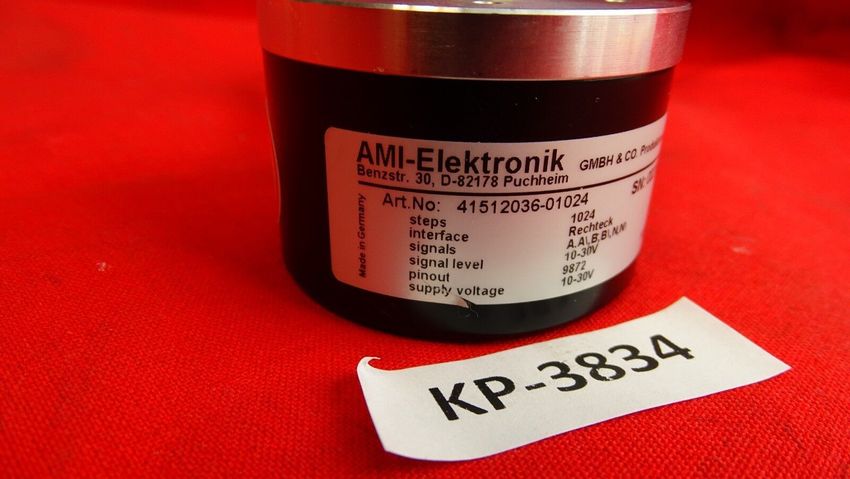 AMI-Elektronik GMBH & CO.
Benzstr. 30, D-82178 Puchheim
SN:
Art.No: 41512036-01024
steps 1024
interface Rechteck
signals A,A\,B,B\,N,N\
signal level 10-30V
pinout 9872
supply voltage 10-30V
Made in Germany
KP-3834